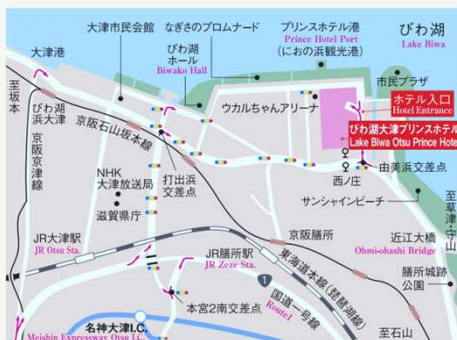 大津市民会館
なぎさのプロムナード
プリンスホテル港
Prince Hotel Port
(におの浜観光港)
びわ湖
Lake Biwa
大津港
びわ湖
ホール
Biwako Hall
市民プラザ
ホテル入口
Hotel Entrance
ウカルちゃんアリーナ
至坂本
びわ湖
浜大津
京阪石山坂本線
びわ湖大津プリンスホテル
Lake Biwa Otsu Prince Hotel
京阪京津線
打出浜
交差点
西ノ庄
由美浜交差点
NHK
大津放送局
サンシャインビーチ
滋賀県庁
至草津・守山
京阪膳所
近江大橋
Ohmi-ohashi Bridge
JR大津駅
JR Otsu Sta.
JR膳所駅
JR Zeze Sta.
東海道本線(琵琶湖線)
膳所城跡
公園
1
国道一号線
Route1
本宮2南交差点
名神大津I.C.
Meishin Expressway Otsu I.C.
至石山